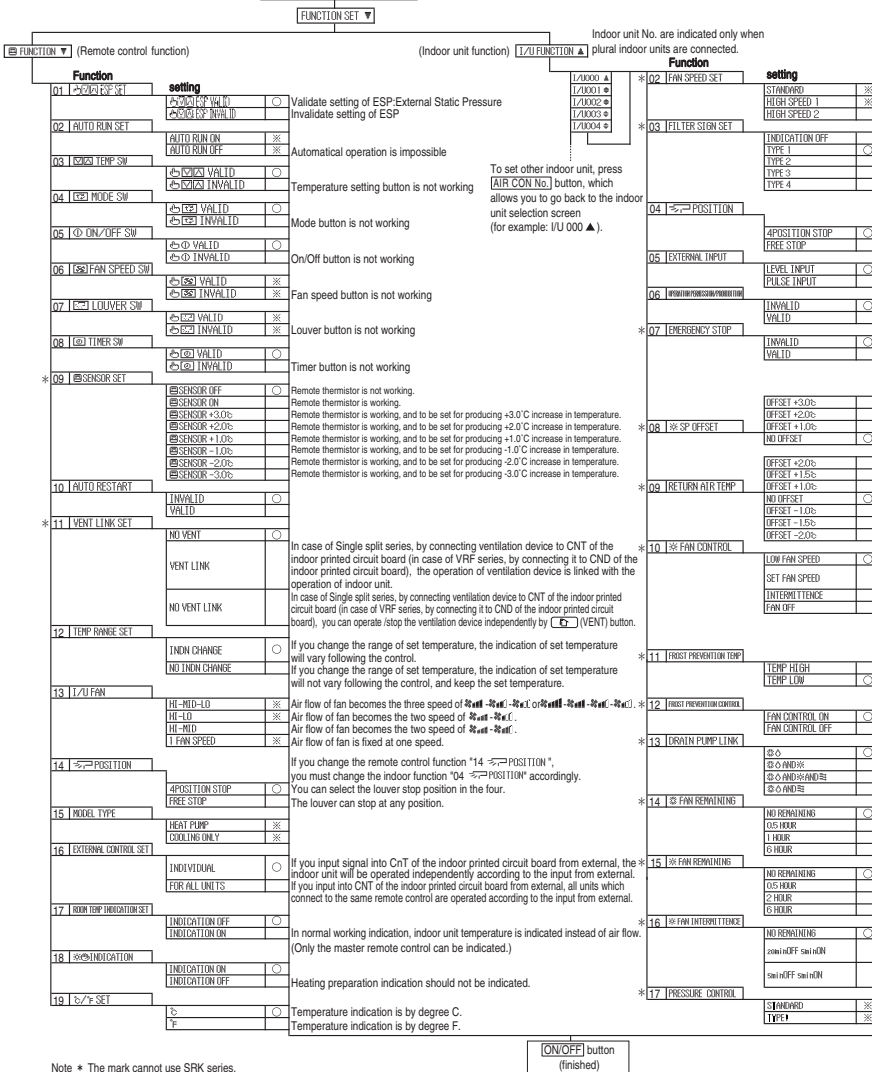 FUNCTION SET ▼
FUNCTION ▼ (Remote control function)
(Indoor unit function) I/U FUNCTION ▲
Indoor unit No. are indicated only when
plural indoor units are connected.
Function
setting
01 ESP SET
ESP VALID ○ Validate setting of ESP:External Static Pressure
ESP INVALID Invalidate setting of ESP
02 AUTO RUN SET
AUTO RUN ON ※
AUTO RUN OFF ※ Automatical operation is impossible
03 TEMP SW
VALID ○
INVALID Temperature setting button is not working
04 MODE SW
VALID ○
INVALID Mode button is not working
05 ON/OFF SW
VALID ○
INVALID On/Off button is not working
06 FAN SPEED SW
VALID ※
INVALID ※ Fan speed button is not working
07 LOUVER SW
VALID ※
INVALID ※ Louver button is not working
08 TIMER SW
VALID ○
INVALID Timer button is not working
* 09 SENSOR SET
SENSOR OFF ○ Remote thermistor is not working.
SENSOR ON Remote thermistor is working.
SENSOR +3.0℃ Remote thermistor is working, and to be set for producing +3.0°C increase in temperature.
SENSOR +2.0℃ Remote thermistor is working, and to be set for producing +2.0°C increase in temperature.
SENSOR +1.0℃ Remote thermistor is working, and to be set for producing +1.0°C increase in temperature.
SENSOR -1.0℃ Remote thermistor is working, and to be set for producing -1.0°C increase in temperature.
SENSOR -2.0℃ Remote thermistor is working, and to be set for producing -2.0°C increase in temperature.
SENSOR -3.0℃ Remote thermistor is working, and to be set for producing -3.0°C increase in temperature.
10 AUTO RESTART
INVALID ○
VALID
* 11 VENT LINK SET
NO VENT ○
VENT LINK
In case of Single split series, by connecting ventilation device to CNT of the
indoor printed circuit board (in case of VRF series, by connecting it to CND of the
indoor printed circuit board), the operation of ventilation device is linked with the
operation of indoor unit.
NO VENT LINK
In case of Single split series, by connecting ventilation device to CNT of the indoor printed
circuit board (in case of VRF series, by connecting it to CND of the indoor printed circuit
board), you can operate /stop the ventilation device independently by (VENT) button.
12 TEMP RANGE SET
INDN CHANGE ○ If you change the range of set temperature, the indication of set temperature
will vary following the control.
NO INDN CHANGE If you change the range of set temperature, the indication of set temperature
will not vary following the control, and keep the set temperature.
13 I/U FAN
HI-MID-LO ※ Air flow of fan becomes the three speed of - - or - - - .
HI-LO ※ Air flow of fan becomes the two speed of - .
HI-MID Air flow of fan becomes the two speed of - .
1 FAN SPEED ※ Air flow of fan is fixed at one speed.
14 POSITION
If you change the remote control function "14 POSITION ",
you must change the indoor function "04 POSITION" accordingly.
4POSITION STOP ○ You can select the louver stop position in the four.
FREE STOP The louver can stop at any position.
15 MODEL TYPE
HEAT PUMP ※
COOLING ONLY ※
16 EXTERNAL CONTROL SET
INDIVIDUAL ○ If you input signal into CnT of the indoor printed circuit board from external, the
indoor unit will be operated independently according to the input from external.
FOR ALL UNITS If you input into CNT of the indoor printed circuit board from external, all units which
connect to the same remote control are operated according to the input from external.
17 ROOM TEMP INDICATION SET
INDICATION OFF ○
INDICATION ON In normal working indication, indoor unit temperature is indicated instead of air flow.
(Only the master remote control can be indicated.)
18 INDICATION
INDICATION ON ○
INDICATION OFF Heating preparation indication should not be indicated.
19 ℃/℉ SET
℃ ○ Temperature indication is by degree C.
℉ Temperature indication is by degree F.
Note * The mark cannot use SRK series.
I/U000 ▲
I/U001
I/U002
I/U003
I/U004
To set other indoor unit, press
AIR CON No. button, which
allows you to go back to the indoor
unit selection screen
(for example: I/U 000 ▲).
Function
setting
* 02 FAN SPEED SET
STANDARD ※
HIGH SPEED 1 ※
HIGH SPEED 2
* 03 FILTER SIGN SET
INDICATION OFF
TYPE 1 ○
TYPE 2
TYPE 3
TYPE 4
04 POSITION
4POSITION STOP ○
FREE STOP
05 EXTERNAL INPUT
LEVEL INPUT ○
PULSE INPUT
06 OPERATION PERMISSION/PROHIBITION
INVALID ○
VALID
* 07 EMERGENCY STOP
INVALID ○
VALID
* 08 SP OFFSET
OFFSET +3.0℃
OFFSET +2.0℃
OFFSET +1.0℃
NO OFFSET ○
* 09 RETURN AIR TEMP
OFFSET +2.0℃
OFFSET +1.5℃
OFFSET +1.0℃
NO OFFSET ○
OFFSET -1.0℃
OFFSET -1.5℃
OFFSET -2.0℃
* 10 FAN CONTROL
LOW FAN SPEED ○
SET FAN SPEED
INTERMITTENCE
FAN OFF
* 11 FROST PREVENTION TEMP
TEMP HIGH
TEMP LOW ○
* 12 FROST PREVENTION CONTROL
FAN CONTROL ON ○
FAN CONTROL OFF
* 13 DRAIN PUMP LINK
○
AND
AND AND
AND
* 14 FAN REMAINING
NO REMAINING ○
0.5 HOUR
1 HOUR
6 HOUR
* 15 FAN REMAINING
NO REMAINING ○
0.5 HOUR
2 HOUR
6 HOUR
* 16 FAN INTERMITTENCE
NO REMAINING ○
20minOFF 5minON
5minOFF 5minON
* 17 PRESSURE CONTROL
STANDARD ※
TYPE1 ※
ON/OFF button
(finished)